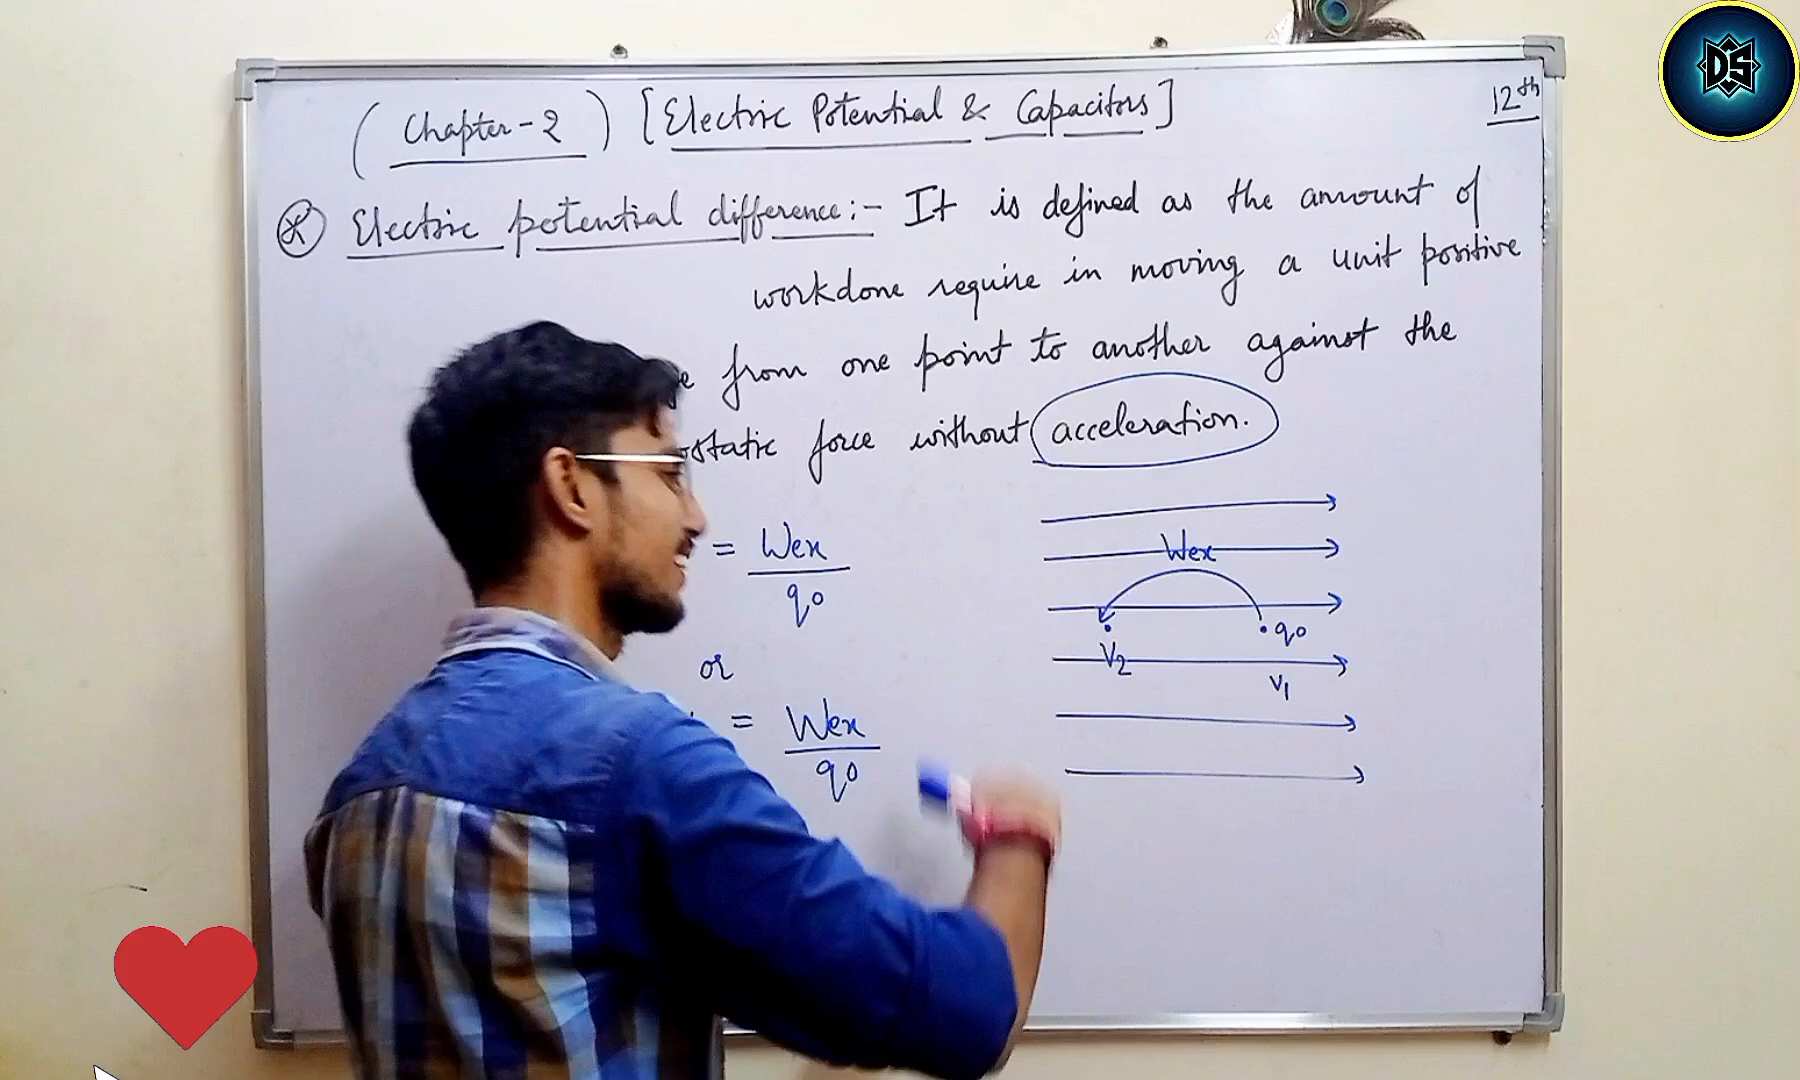 (Chapter-2) [Electric Potential & Capacitors]
12th
Electric potential difference:- It is defined as the amount of
workdone require in moving a unit positive
from one point to another against the
force without acceleration.
= Wex
q0
or
= Wex
q0
Wex
q0
V2
V1
DS